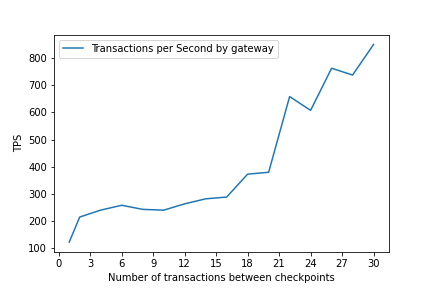 Transactions per Second by gateway
800
700
600
500
400
300
200
100
TPS
0 3 6 9 12 15 18 21 24 27 30
Number of transactions between checkpoints